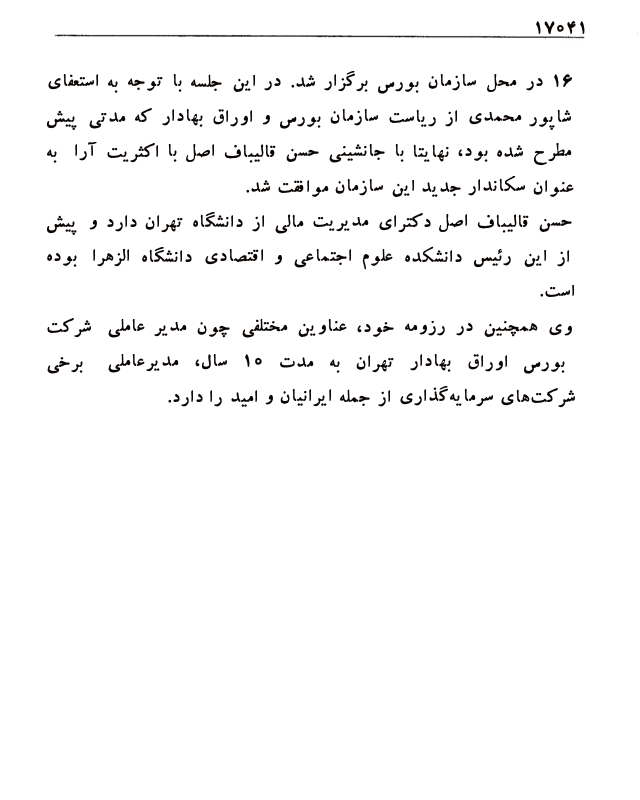 ۱۷۰۴۱
۱۶ در محل سازمان بورس برگزار شد. در این جلسه با توجه به استعفای
شاپور محمدی از ریاست سازمان بورس و اوراق بهادار که مدتی پیش
مطرح شده بود، نهایتا با جانشینی حسن قالیباف اصل با اکثریت آرا به
عنوان سکاندار جدید این سازمان موافقت شد.
حسن قالیباف اصل دکترای مدیریت مالی از دانشگاه تهران دارد و پیش
از این رئیس دانشکده علوم اجتماعی و اقتصادی دانشگاه الزهرا بوده
است.
وی همچنین در رزومه خود، عناوین مختلفی چون مدیر عاملی شرکت
بورس اوراق بهادار تهران به مدت ۱۰ سال، مدیرعاملی برخی
شرکت‌های سرمایه‌گذاری از جمله ایرانیان و امید را دارد.